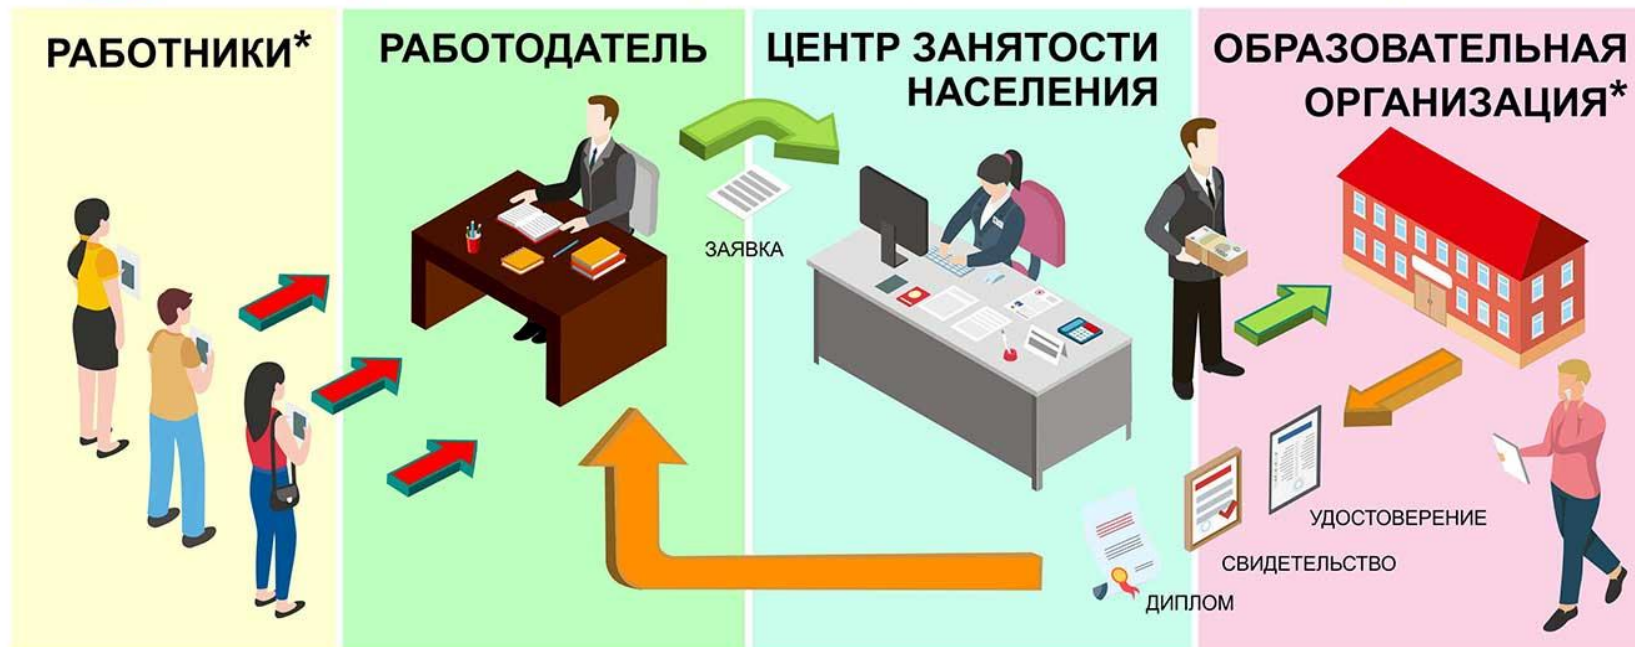 РАБОТНИКИ*
РАБОТОДАТЕЛЬ
ЦЕНТР ЗАНЯТОСТИ
НАСЕЛЕНИЯ
ОБРАЗОВАТЕЛЬНАЯ
ОРГАНИЗАЦИЯ*
ЗАЯВКА
УДОСТОВЕРЕНИЕ
СВИДЕТЕЛЬСТВО
ДИПЛОМ